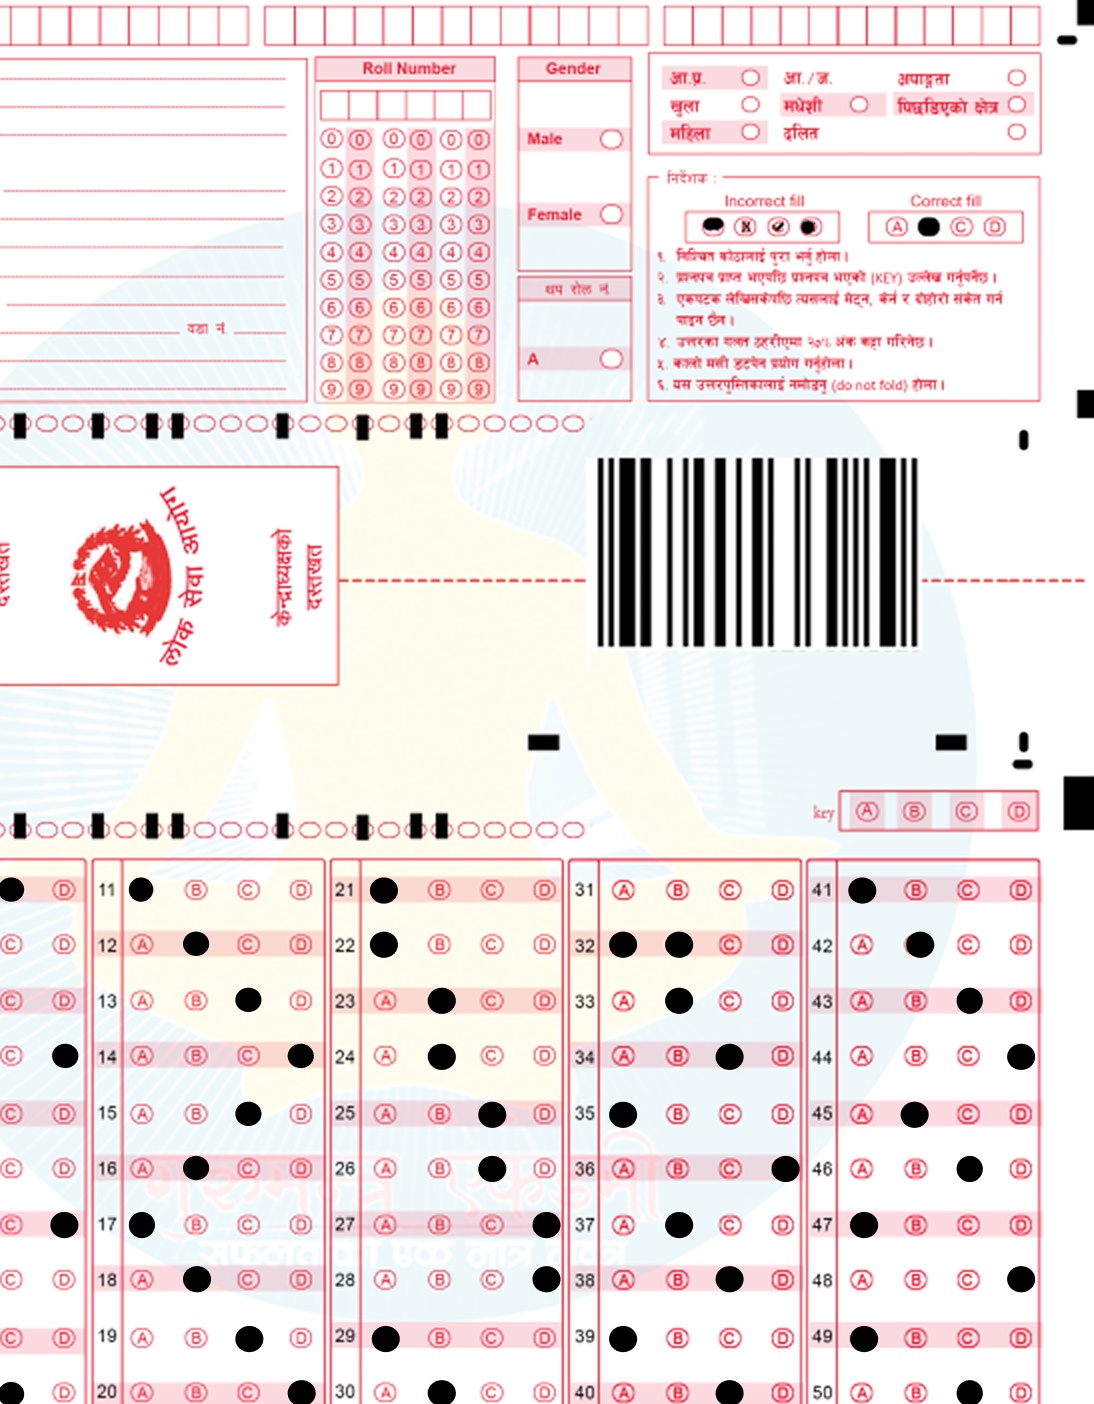 Roll Number
0 0 0 0 0 0
1 1 1 1 1 1
2 2 2 2 2 2
3 3 3 3 3 3
4 4 4 4 4 4
5 5 5 5 5 5
6 6 6 6 6 6
7 7 7 7 7 7
8 8 8 8 8 8
9 9 9 9 9 9
वडा नं.
Gender
Male
Female
थप रोल नं.
A
आ.प्र. आ./ज. अपाङ्गता
खुला मधेशी पिछडिएको क्षेत्र
महिला दलित
निर्देशक :
Incorrect fill Correct fill
A C D
१. निश्चित कोठालाई पुरा भर्नु होला।
२. प्रश्नपत्र प्राप्त भएपछि प्रश्नपत्र भएको (KEY) उल्लेख गर्नुपर्नेछ।
३. एकपटक लेखिसकेपछि त्यसलाई मेट्न, केर्न र दोहोरो संकेत गर्न
पाइन छैन।
४. उत्तरका गलत ठहरीएमा २०% अंक कट्टा गरिनेछ।
५. कालो मसी डटपेन प्रयोग गर्नुहोला।
६. यस उत्तरपुस्तिकालाई नमोड्नु (do not fold) होला।
दस्तखत
लोक सेवा आयोग
केन्द्राध्यक्षको
दस्तखत
key A B C D
D 11 B C D 21 B C D 31 A B C D 41 B C D
C D 12 A C D 22 B C D 32 C D 42 A C D
C D 13 A B D 23 A C D 33 A C D 43 A B D
C 14 A B C 24 A C D 34 A B D 44 A B C
C D 15 A B D 25 A B D 35 B C D 45 A C D
C D 16 A C D 26 A B D 36 A B C 46 A B D
C 17 B C D 27 A B C 37 A C D 47 B C D
C D 18 A C D 28 A B C 38 A B D 48 A B C
C D 19 A B D 29 B C D 39 B C D 49 B C D
D 20 A B C 30 A C D 40 A B D 50 A B D